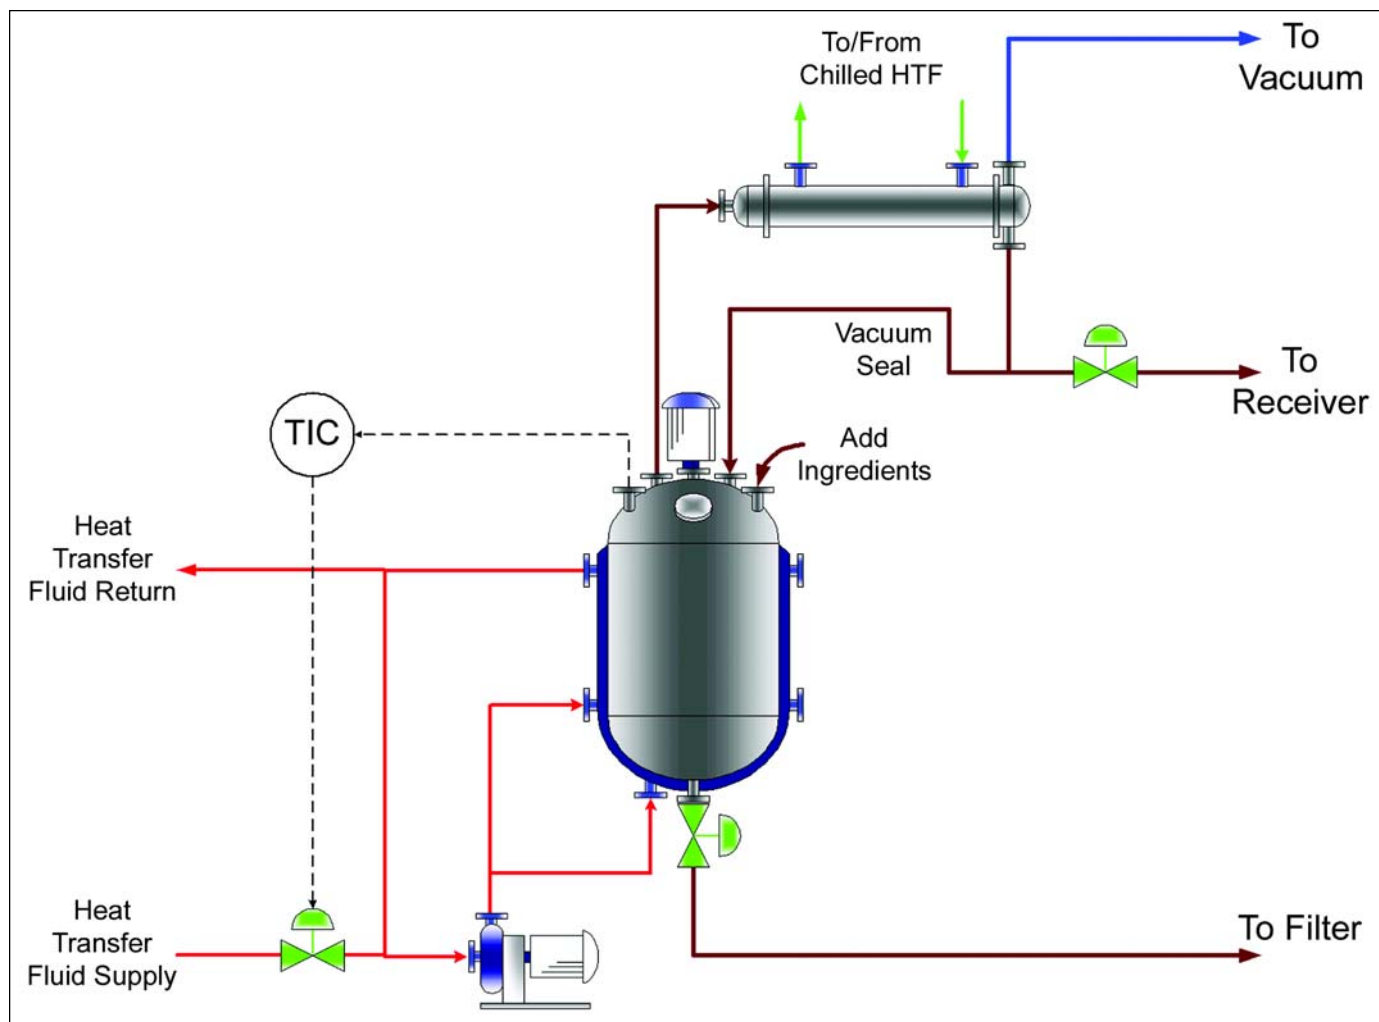 To/From
Chilled HTF
To
Vacuum
Vacuum
Seal
To
Receiver
TIC
Add
Ingredients
Heat
Transfer
Fluid Return
Heat
Transfer
Fluid Supply
To Filter